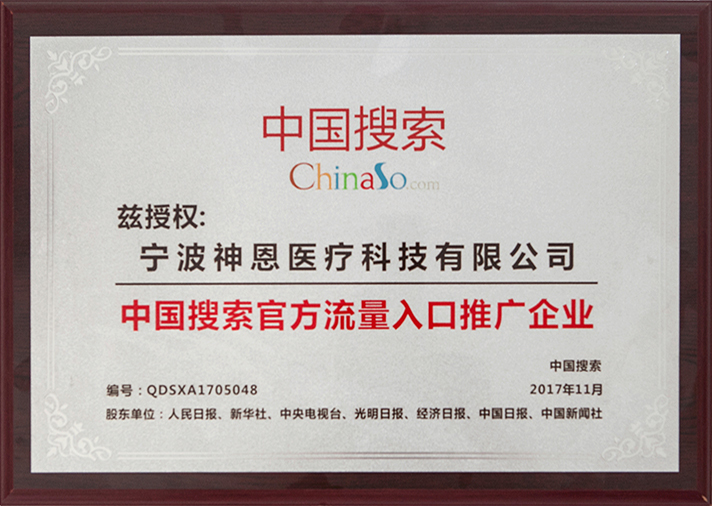 中国搜索
ChinaSo.com
兹授权:
宁波神恩医疗科技有限公司
中国搜索官方流量入口推广企业
中国搜索
编号：QDSXA1705048
2017年11月
股东单位：人民日报、新华社、中央电视台、光明日报、经济日报、中国日报、中国新闻社